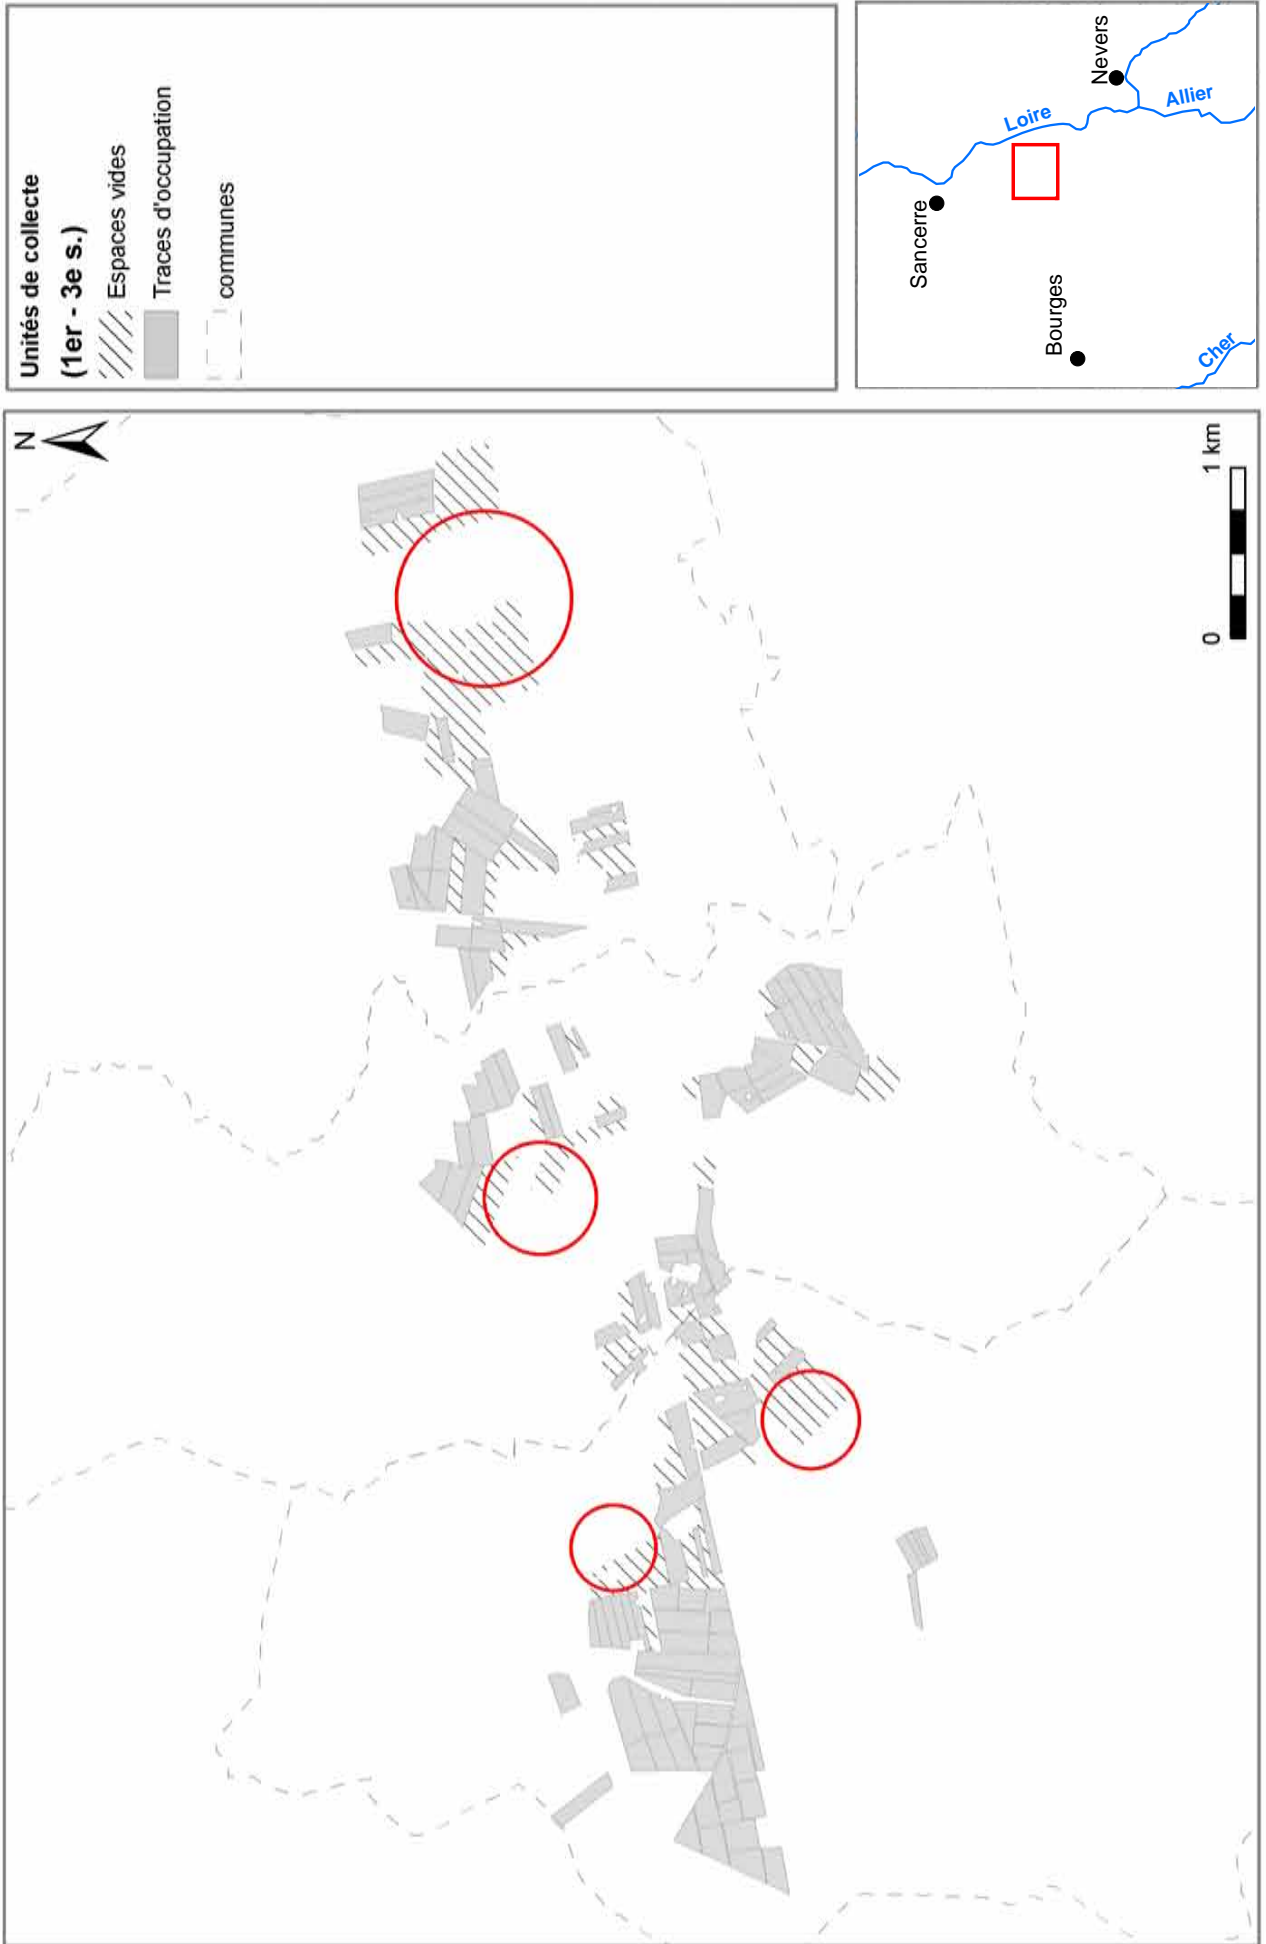 Unités de collecte
(1er - 3e s.)
Espaces vides
Traces d'occupation
communes
N
0
1 km
Sancerre
Bourges
Nevers
Loire
Allier
Cher